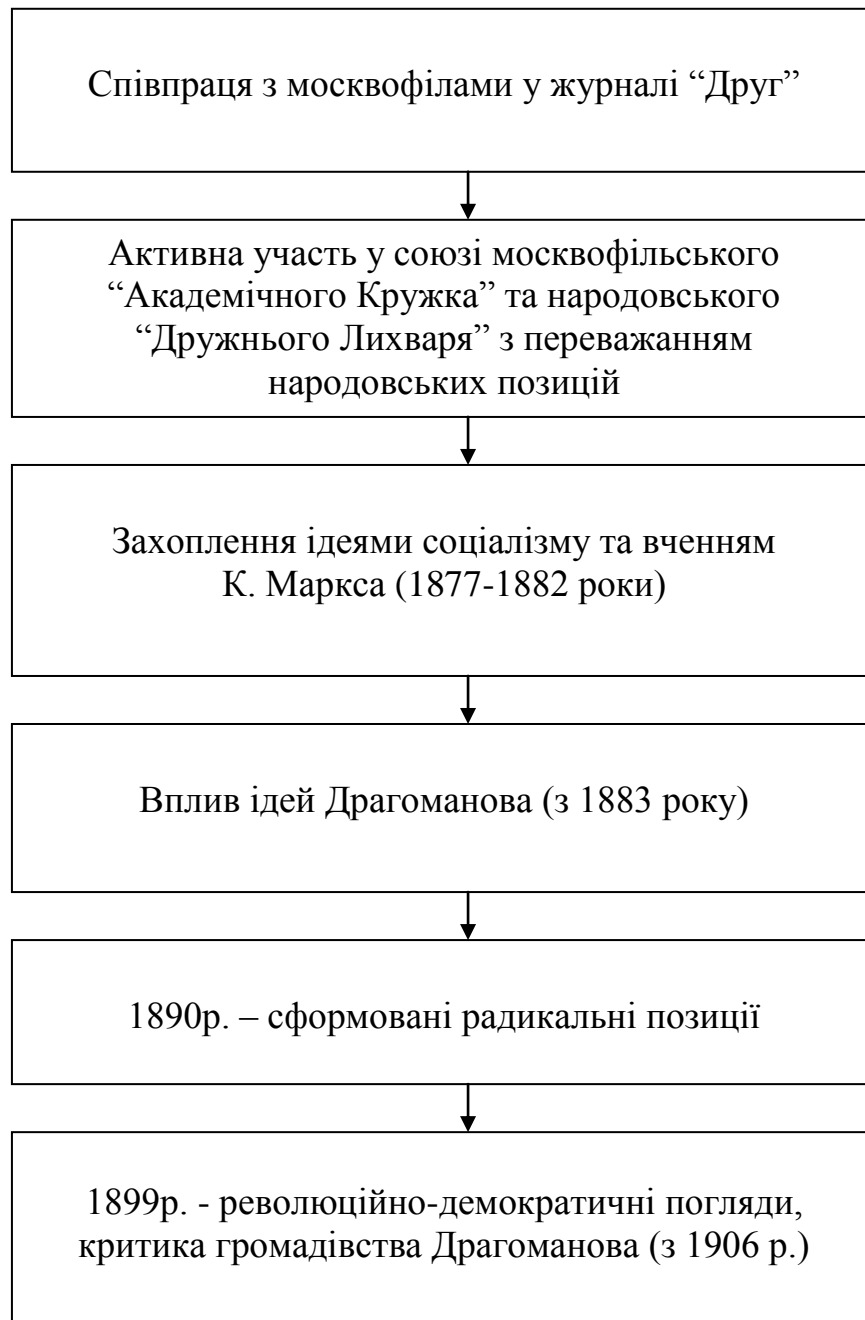 Співпраця з москвофілами у журналі “Друг”
Активна участь у союзі москвофільського
“Академічного Кружка” та народовського
“Дружнього Лихваря” з переважанням
народовських позицій
Захоплення ідеями соціалізму та вченням
К. Маркса (1877-1882 роки)
Вплив ідей Драгоманова (з 1883 року)
1890р. – сформовані радикальні позиції
1899р. - революційно-демократичні погляди,
критика громадівства Драгоманова (з 1906 р.)